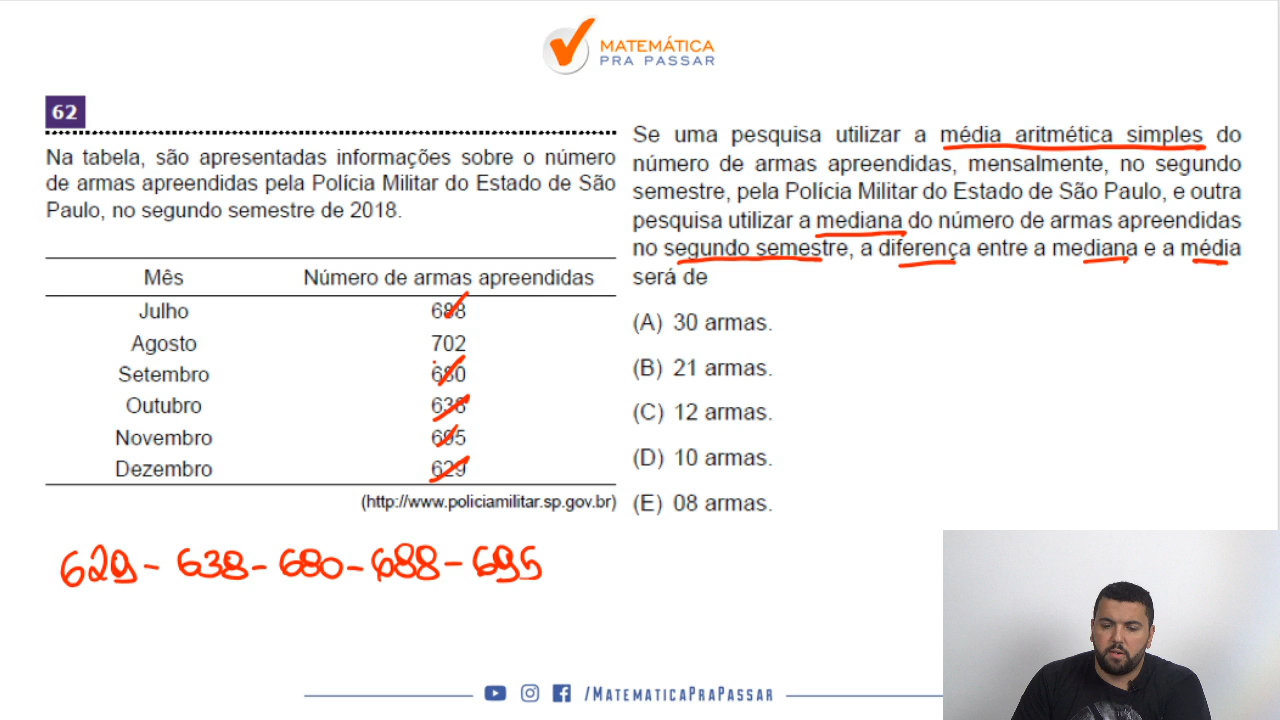 MATEMÁTICA
PRA PASSAR
62
Na tabela, são apresentadas informações sobre o número
de armas apreendidas pela Polícia Militar do Estado de São
Paulo, no segundo semestre de 2018.
Mês Número de armas apreendidas
Julho 688
Agosto 702
Setembro 680
Outubro 638
Novembro 695
Dezembro 629
(http://www.policiamilitar.sp.gov.br)
629 - 638 - 680 - 688 - 695
Se uma pesquisa utilizar a média aritmética simples do
número de armas apreendidas, mensalmente, no segundo
semestre, pela Polícia Militar do Estado de São Paulo, e outra
pesquisa utilizar a mediana do número de armas apreendidas
no segundo semestre, a diferença entre a mediana e a média
será de
(A) 30 armas.
(B) 21 armas.
(C) 12 armas.
(D) 10 armas.
(E) 08 armas.
/MATEMATICAPRAPASSAR